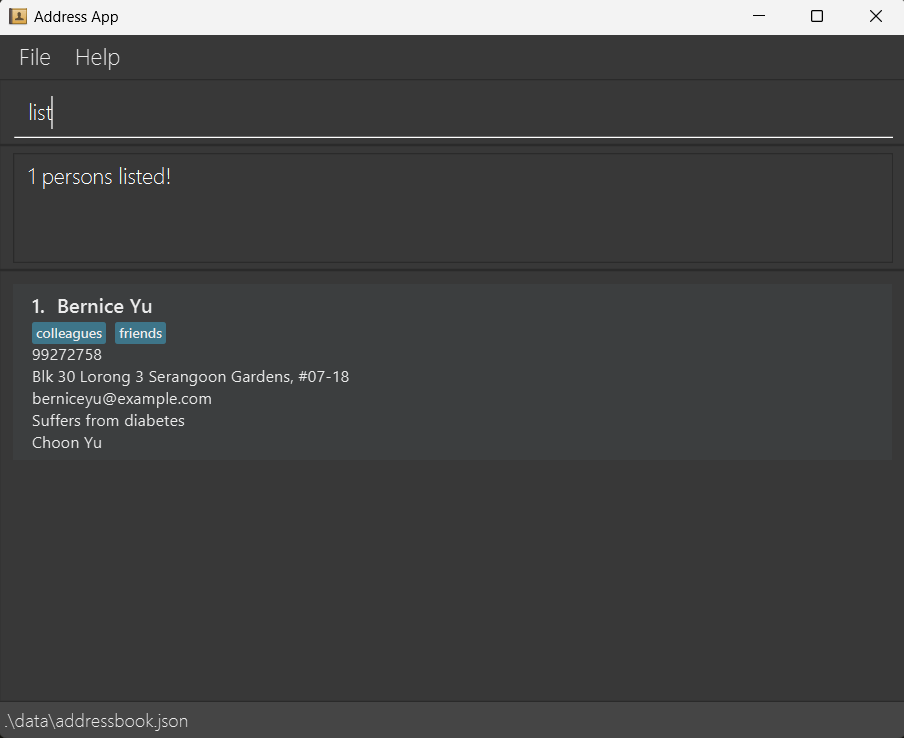 Address App
File Help
list
1 persons listed!
1. Bernice Yu
colleagues friends
99272758
Blk 30 Lorong 3 Serangoon Gardens, #07-18
berniceyu@example.com
Suffers from diabetes
Choon Yu
.\data\addressbook.json